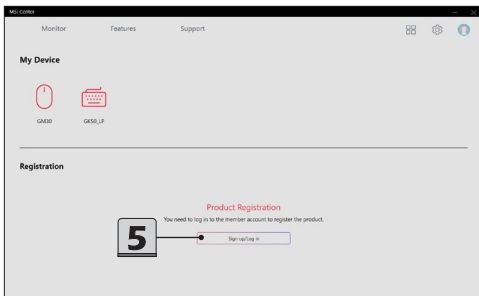 MSI Center
Monitor Features Support
My Device
GM30 GK50_LP
Registration
Product Registration
You need to log in to the member account to register the product.
5
Sign up/Log in